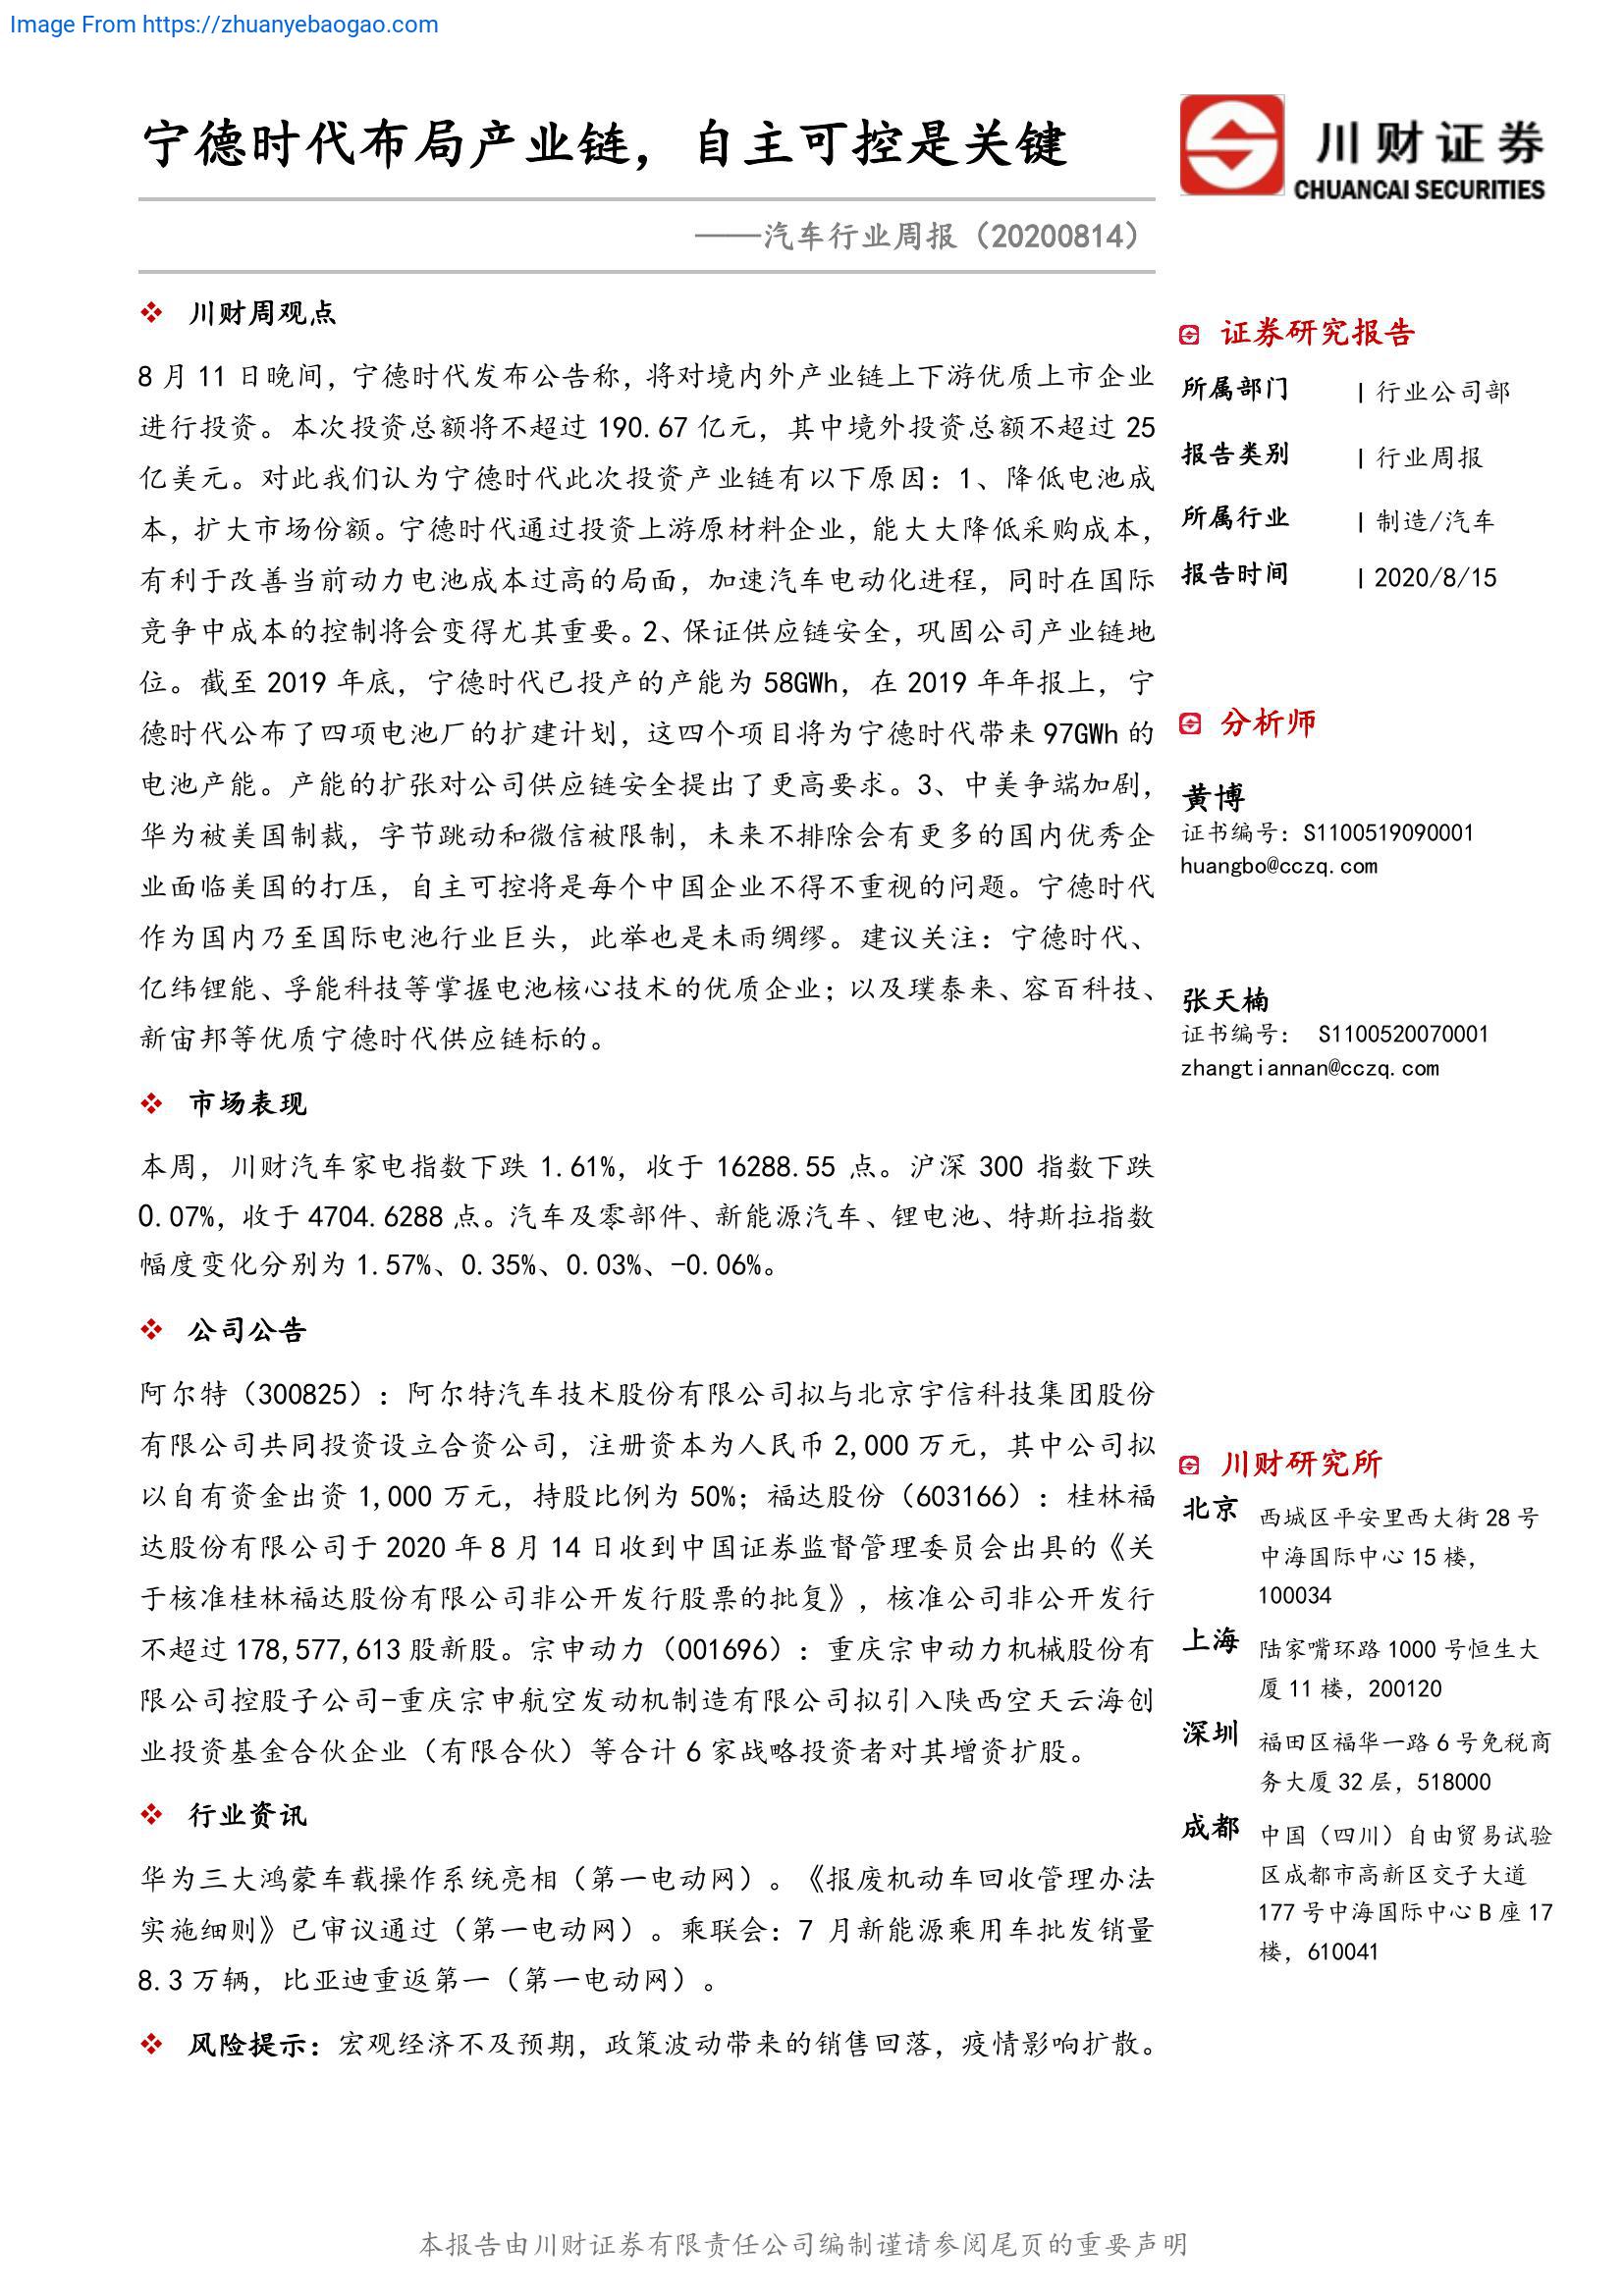 Image From https://zhuanyebaogao.com
宁德时代布局产业链，自主可控是关键
——汽车行业周报（20200814）
川财证券
CHUANCAI SECURITIES
川财周观点
8 月 11 日晚间，宁德时代发布公告称，将对境内外产业链上下游优质上市企业
进行投资。本次投资总额将不超过 190.67 亿元，其中境外投资总额不超过 25
亿美元。对此我们认为宁德时代此次投资产业链有以下原因：1、降低电池成
本，扩大市场份额。宁德时代通过投资上游原材料企业，能大大降低采购成本，
有利于改善当前动力电池成本过高的局面，加速汽车电动化进程，同时在国际
竞争中成本的控制将会变得尤其重要。2、保证供应链安全，巩固公司产业链地
位。截至 2019 年底，宁德时代已投产的产能为 58GWh，在 2019 年年报上，宁
德时代公布了四项电池厂的扩建计划，这四个项目将为宁德时代带来 97GWh 的
电池产能。产能的扩张对公司供应链安全提出了更高要求。3、中美争端加剧，
华为被美国制裁，字节跳动和微信被限制，未来不排除会有更多的国内优秀企
业面临美国的打压，自主可控将是每个中国企业不得不重视的问题。宁德时代
作为国内乃至国际电池行业巨头，此举也是未雨绸缪。建议关注：宁德时代、
亿纬锂能、孚能科技等掌握电池核心技术的优质企业；以及璞泰来、容百科技、
新宙邦等优质宁德时代供应链标的。
市场表现
本周，川财汽车家电指数下跌 1.61%，收于 16288.55 点。沪深 300 指数下跌
0.07%，收于 4704.6288 点。汽车及零部件、新能源汽车、锂电池、特斯拉指数
幅度变化分别为 1.57%、0.35%、0.03%、-0.06%。
公司公告
阿尔特（300825）：阿尔特汽车技术股份有限公司拟与北京宇信科技集团股份
有限公司共同投资设立合资公司，注册资本为人民币 2,000 万元，其中公司拟
以自有资金出资 1,000 万元，持股比例为 50%；福达股份（603166）：桂林福
达股份有限公司于 2020 年 8 月 14 日收到中国证券监督管理委员会出具的《关
于核准桂林福达股份有限公司非公开发行股票的批复》，核准公司非公开发行
不超过 178,577,613 股新股。宗申动力（001696）：重庆宗申动力机械股份有
限公司控股子公司-重庆宗申航空发动机制造有限公司拟引入陕西空天云海创
业投资基金合伙企业（有限合伙）等合计 6 家战略投资者对其增资扩股。
行业资讯
华为三大鸿蒙车载操作系统亮相（第一电动网）。《报废机动车回收管理办法
实施细则》已审议通过（第一电动网）。乘联会：7 月新能源乘用车批发销量
8.3 万辆，比亚迪重返第一（第一电动网）。
风险提示：宏观经济不及预期，政策波动带来的销售回落，疫情影响扩散。
证券研究报告
所属部门 | 行业公司部
报告类别 | 行业周报
所属行业 | 制造/汽车
报告时间 | 2020/8/15
分析师
黄博
证书编号：S1100519090001
huangbo@cczq.com
张天楠
证书编号： S1100520070001
zhangtiannan@cczq.com
川财研究所
北京 西城区平安里西大街 28 号
中海国际中心 15 楼，
100034
上海 陆家嘴环路 1000 号恒生大
厦 11 楼，200120
深圳 福田区福华一路 6 号免税商
务大厦 32 层，518000
成都 中国（四川）自由贸易试验
区成都市高新区交子大道
177 号中海国际中心 B 座 17
楼，610041
本报告由川财证券有限责任公司编制谨请参阅尾页的重要声明